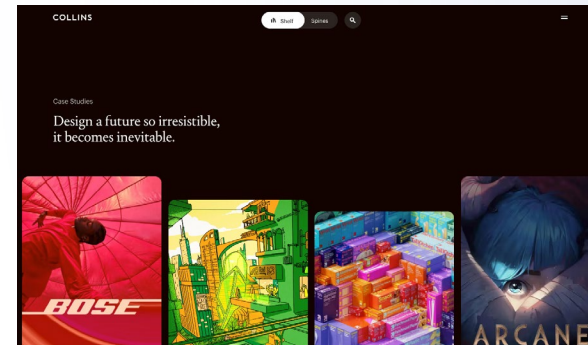 COLLINS
Shelf
Spines
Case Studies
Design a future so irresistible,
it becomes inevitable.
BOSE
ARCANE